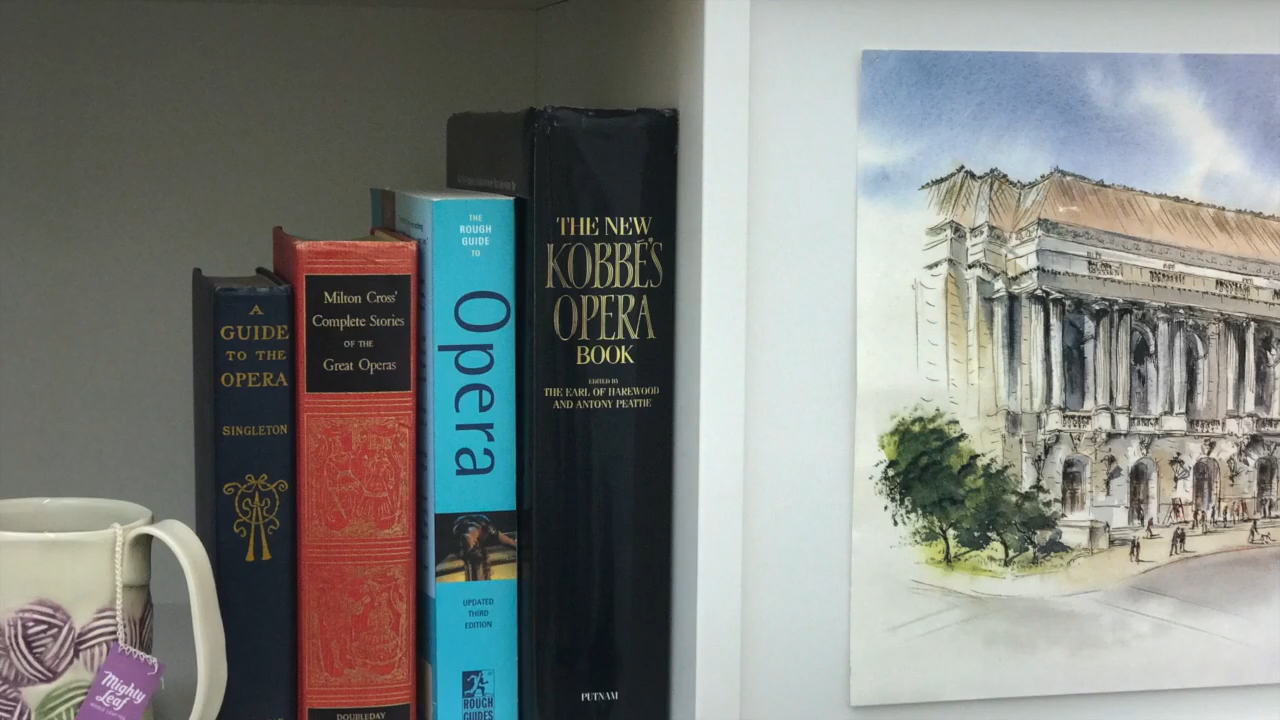 A
GUIDE
TO THE
OPERA
SINGLETON
Milton Cross'
Complete Stories
OF THE
Great Operas
DOUBLEDAY
THE
ROUGH
GUIDE
TO
Opera
UPDATED
THIRD
EDITION
ROUGH
GUIDES
THE NEW
KOBBÉ'S
OPERA
BOOK
EDITED BY
THE EARL OF HAREWOOD
AND ANTONY PEATTIE
PUTNAM
Mighty
Leaf